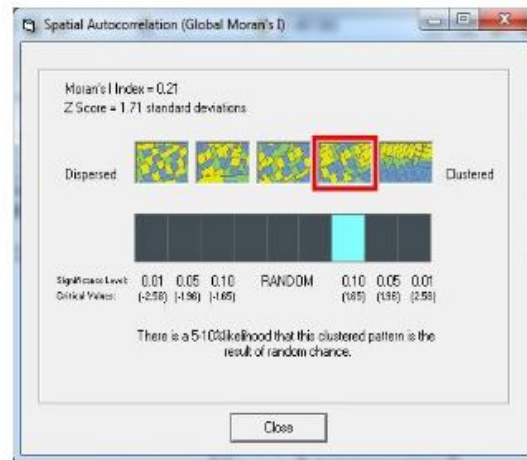 Spatial Autocorrelation (Global Moran's I)
Moran's I Index = 0.21
Z Score = 1.71 standard deviations
Dispersed
Clustered
Significance Level: 0.01 0.05 0.10 RANDOM 0.10 0.05 0.01
Critical Values: (-2.58) (-1.96) (-1.65) (1.65) (1.96) (2.58)
There is a 5-10% likelihood that this clustered pattern is the
result of random chance.
Close